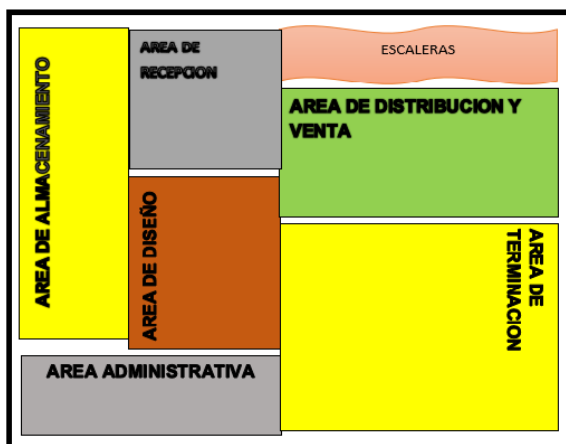 AREA DE ALMACENAMIENTO
AREA DE
RECEPCION
ESCALERAS
AREA DE DISTRIBUCION Y
VENTA
AREA DE DISEÑO
AREA DE
TERMINACION
AREA ADMINISTRATIVA